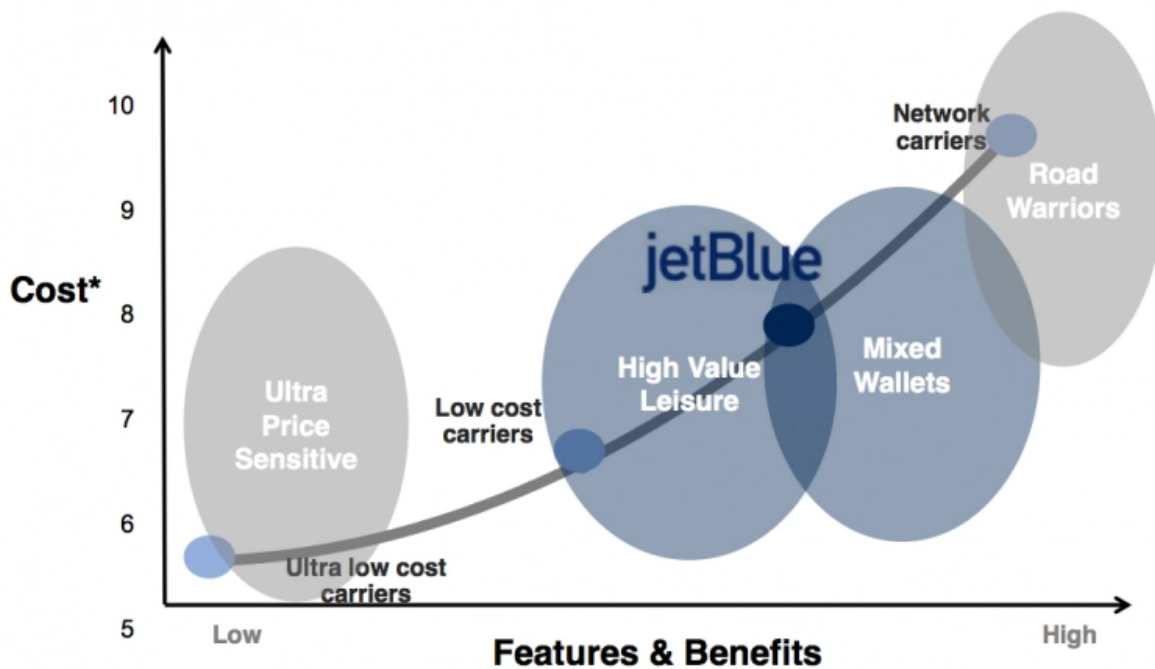 10
9
8
7
6
5
Cost*
Network
carriers
Road
Warriors
jetBlue
High Value
Leisure
Mixed
Wallets
Ultra
Price
Sensitive
Low cost
carriers
Ultra low cost
carriers
Low
High
Features & Benefits